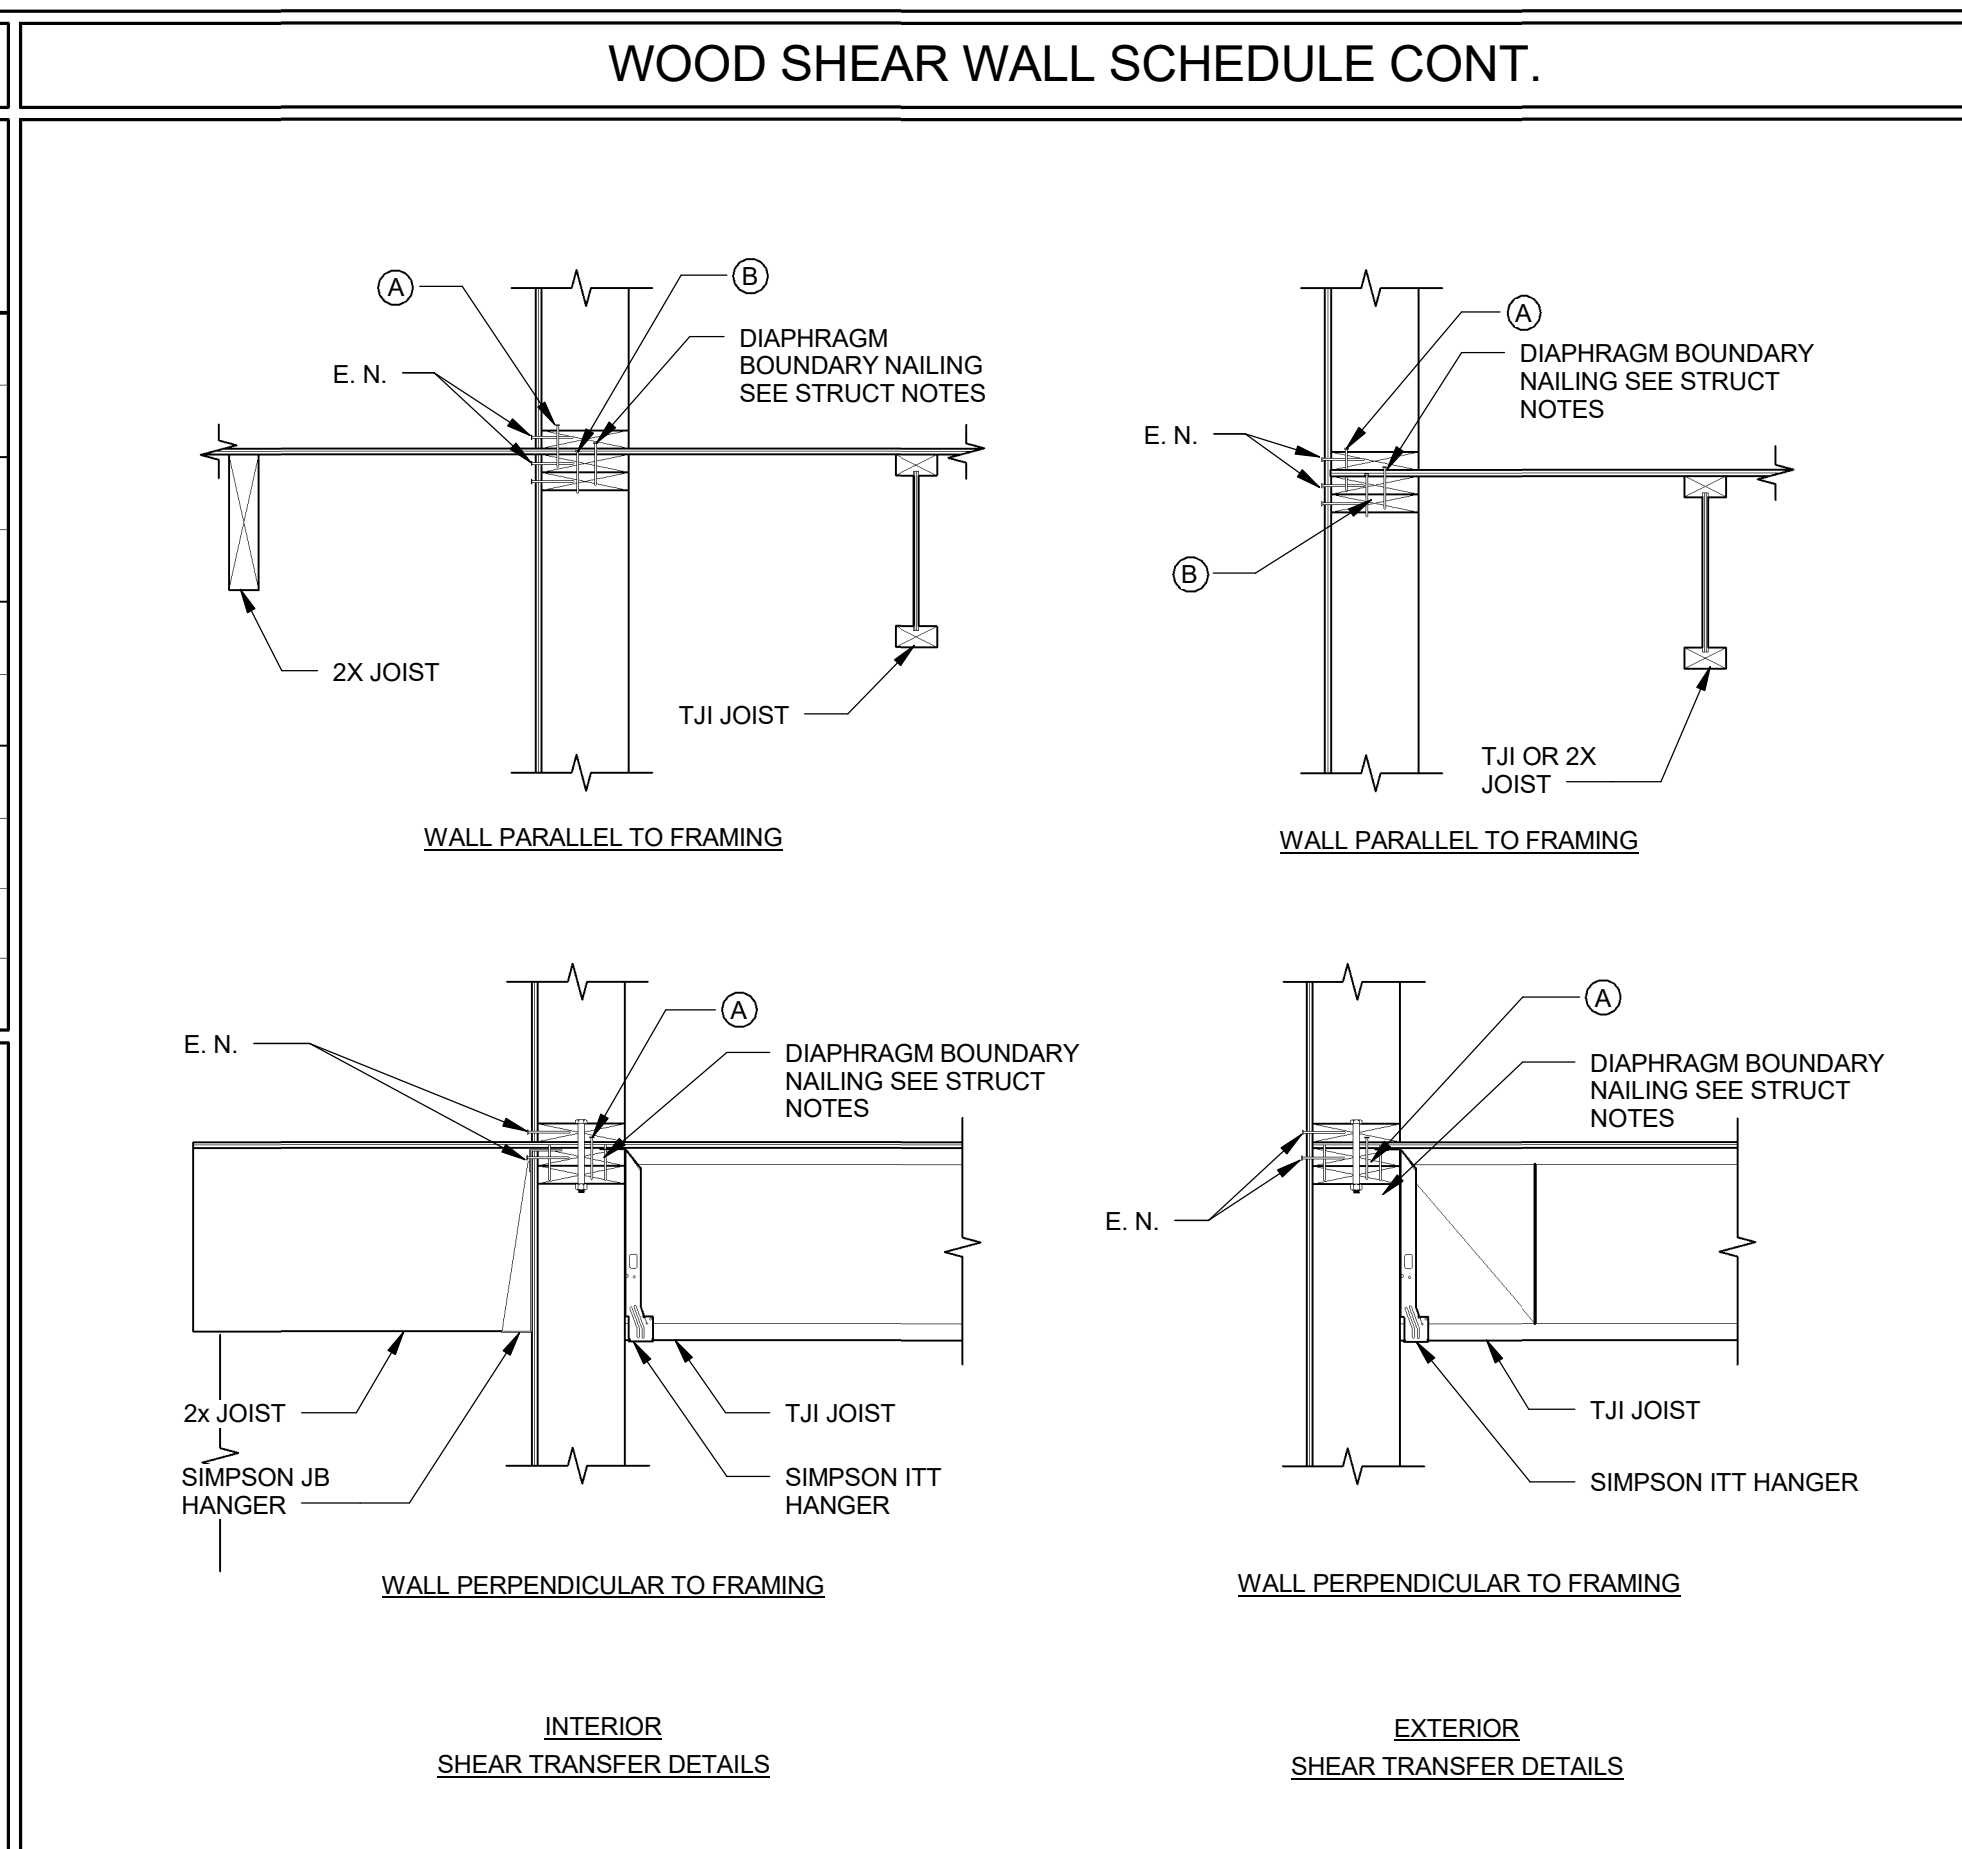 WOOD SHEAR WALL SCHEDULE CONT.
A
B
DIAPHRAGM
BOUNDARY NAILING
SEE STRUCT NOTES
E. N.
2X JOIST
TJI JOIST
WALL PARALLEL TO FRAMING
A
DIAPHRAGM BOUNDARY
NAILING SEE STRUCT
NOTES
E. N.
B
TJI OR 2X
JOIST
WALL PARALLEL TO FRAMING
A
E. N.
DIAPHRAGM BOUNDARY
NAILING SEE STRUCT
NOTES
2x JOIST
TJI JOIST
SIMPSON JB
HANGER
SIMPSON ITT
HANGER
WALL PERPENDICULAR TO FRAMING
A
DIAPHRAGM BOUNDARY
NAILING SEE STRUCT
NOTES
E. N.
TJI JOIST
SIMPSON ITT HANGER
WALL PERPENDICULAR TO FRAMING
INTERIOR
SHEAR TRANSFER DETAILS
EXTERIOR
SHEAR TRANSFER DETAILS